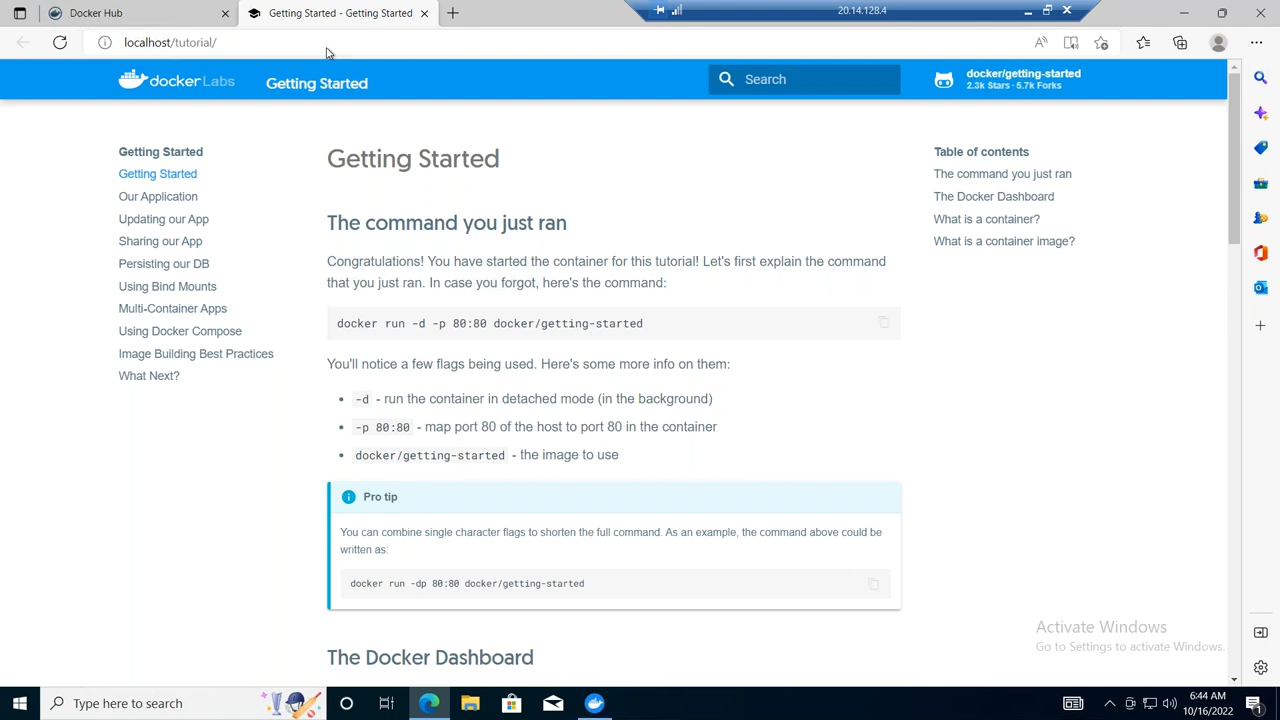 Docker Hub
Getting Started - Getting Started
20.14.128.4
localhost/tutorial/
docker LABS
Getting Started
Search
docker/getting-started
2.3k Stars · 5.7k Forks
Getting Started
Getting Started
Our Application
Updating our App
Sharing our App
Persisting our DB
Using Bind Mounts
Multi-Container Apps
Using Docker Compose
Image Building Best Practices
What Next?
Getting Started
The command you just ran
Congratulations! You have started the container for this tutorial! Let's first explain the command
that you just ran. In case you forgot, here's the command:
docker run -d -p 80:80 docker/getting-started
You'll notice a few flags being used. Here's some more info on them:
• -d - run the container in detached mode (in the background)
• -p 80:80 - map port 80 of the host to port 80 in the container
• docker/getting-started - the image to use
Pro tip
You can combine single character flags to shorten the full command. As an example, the command above could be
written as:
docker run -dp 80:80 docker/getting-started
The Docker Dashboard
Table of contents
The command you just ran
The Docker Dashboard
What is a container?
What is a container image?
Activate Windows
Go to Settings to activate Windows.
Type here to search
6:44 AM
10/16/2022
1